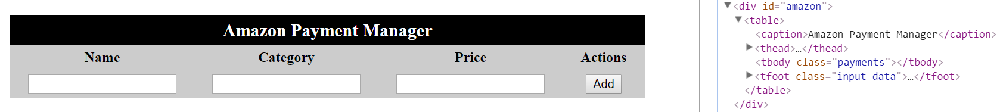 Amazon Payment Manager
Name Category Price Actions
Add
▼<div id="amazon">
▼<table>
<caption>Amazon Payment Manager</caption>
▶<thead>…</thead>
<tbody class="payments"></tbody>
▶<tfoot class="input-data">…</tfoot>
</table>
</div>